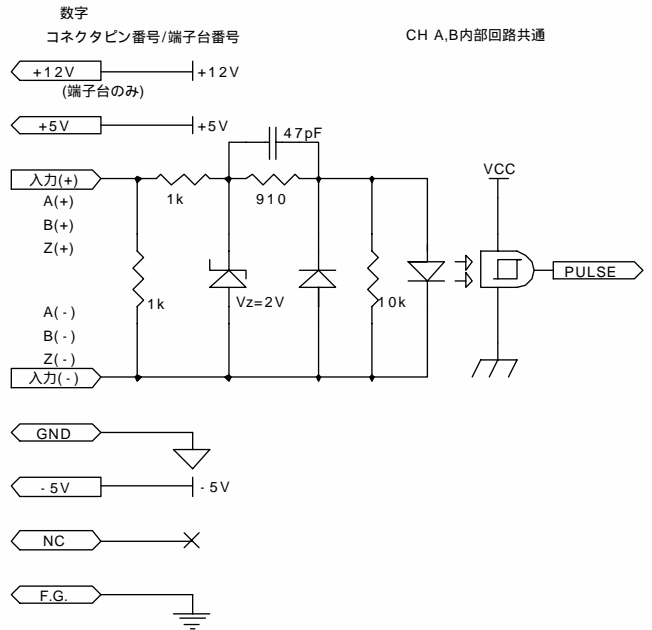 数字
コネクタピン番号/端子台番号
CH A,B内部回路共通
+12V
+12V
(端子台のみ)
+5V
+5V
47pF
入力(+)
1k
910
VCC
A(+)
B(+)
Z(+)
PULSE
1k
Vz=2V
10k
A(-)
B(-)
Z(-)
入力(-)
GND
-5V
-5V
NC
F.G.